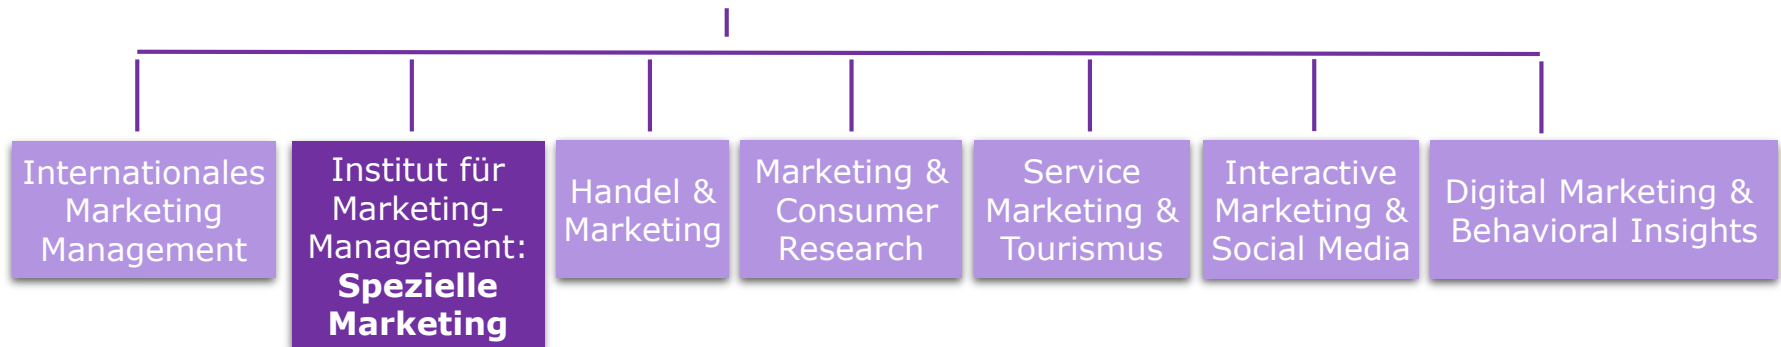 Internationales
Marketing
Management
Institut für
Marketing-
Management:
Spezielle
Marketing
Handel &
Marketing
Marketing &
Consumer
Research
Service
Marketing &
Tourismus
Interactive
Marketing &
Social Media
Digital Marketing &
Behavioral Insights